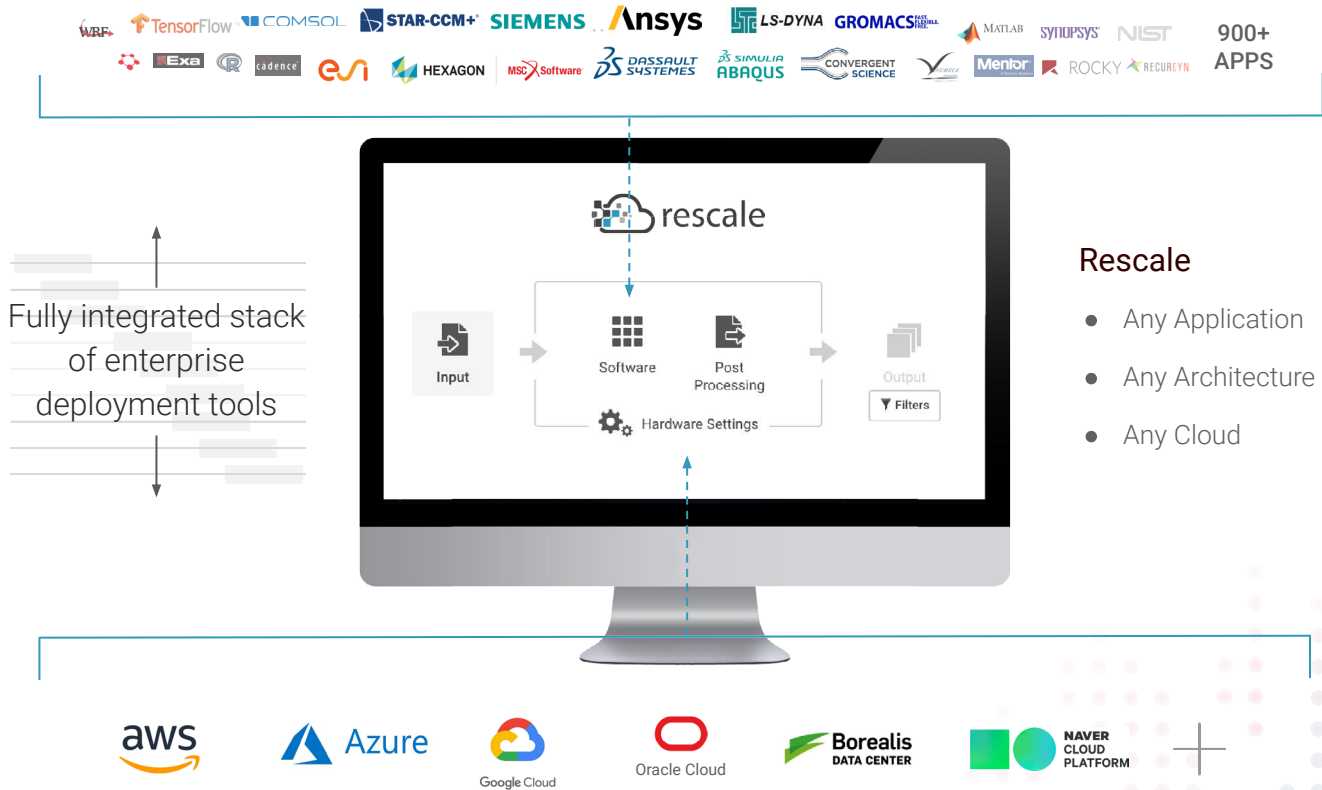 WRF
TensorFlow
COMSOL
STAR-CCM+
SIEMENS
Ansys
LS-DYNA
GROMACS
FAST.
FLEXIBLE.
FREE.
MATLAB
SYNOPSYS
NIST
900+
APPS
Exa
R
cadence
esi
HEXAGON
MSC Software
DASSAULT
SYSTEMES
SIMULIA
ABAQUS
CONVERGENT
SCIENCE
Mentor
ROCKY
RECURDYN
rescale
Fully integrated stack
of enterprise
deployment tools
Input
Software
Post
Processing
Output
Filters
Hardware Settings
Rescale
● Any Application
● Any Architecture
● Any Cloud
aws
Azure
Google Cloud
Oracle Cloud
Borealis
DATA CENTER
NAVER
CLOUD
PLATFORM